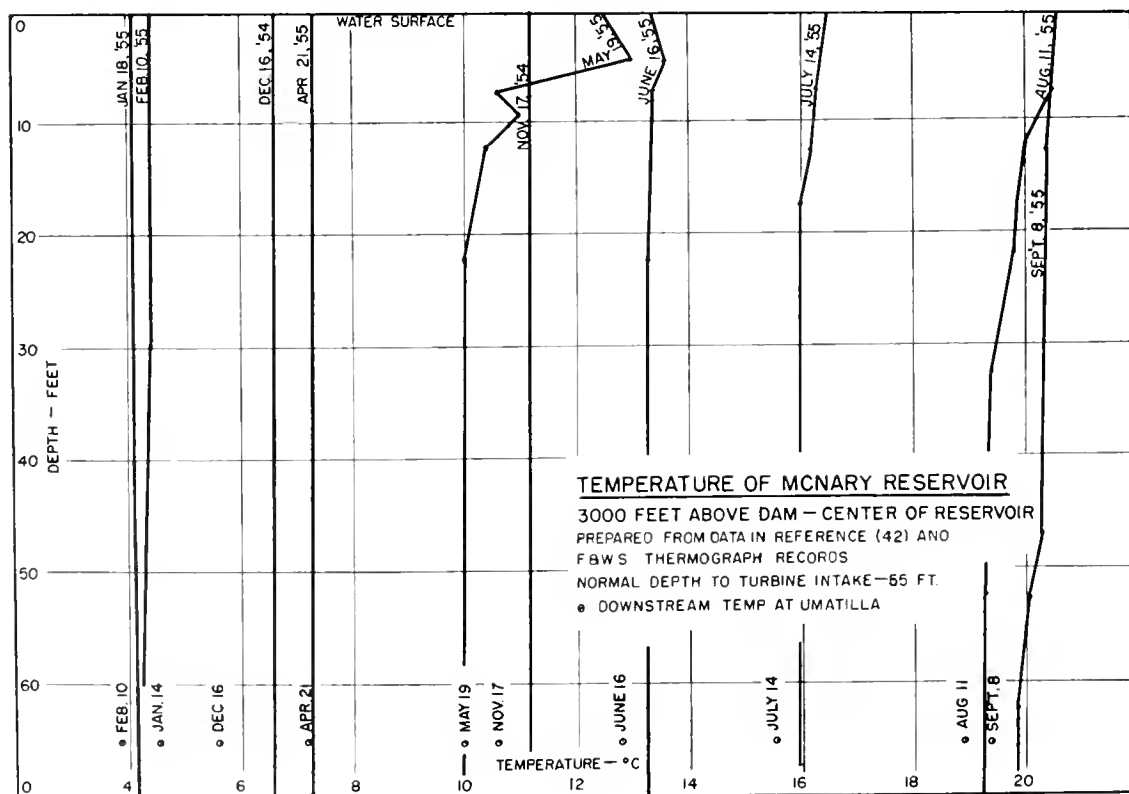 WATER SURFACE
0
10
20
30
40
50
60
70
DEPTH – FEET
JAN 18, '55
FEB. 10, '55
DEC 16, '54
APR. 21, '55
NOV. 17, '54
MAY 19, '55
JUNE 16, '55
JULY 14, '55
AUG. 11, '55
SEPT. 8, '55
TEMPERATURE OF MCNARY RESERVOIR
3000 FEET ABOVE DAM – CENTER OF RESERVOIR
PREPARED FROM DATA IN REFERENCE (42) AND
F&WS THERMOGRAPH RECORDS
NORMAL DEPTH TO TURBINE INTAKE–55 FT.
DOWNSTREAM TEMP AT UMATILLA
FEB. 10
JAN. 14
DEC 16
APR. 21
MAY 19
NOV. 17
JUNE 16
JULY 14
AUG 11
SEPT. 8
TEMPERATURE – °C
4
6
8
10
12
14
16
18
20